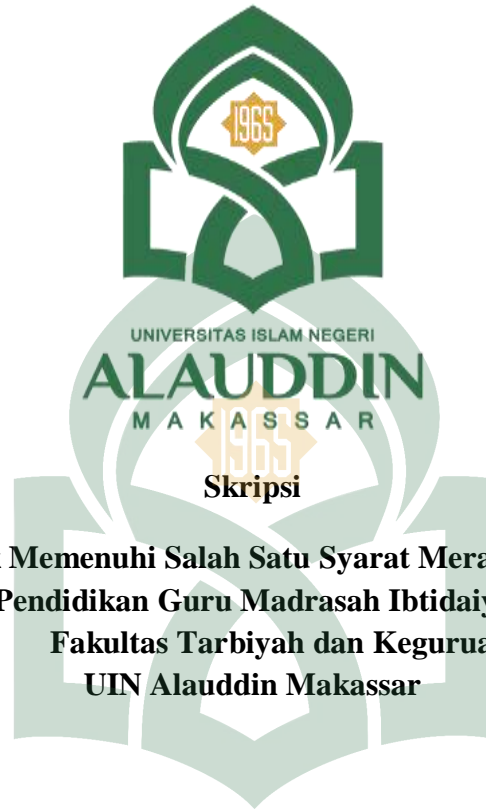 1965
UNIVERSITAS ISLAM NEGERI
ALAUDDIN
MAKASSAR
1965
Skripsi
Memenuhi Salah Satu Syarat
Pendidikan Guru Madrasah
Fakultas Tarbiyah dan
UIN Alauddin Makassar